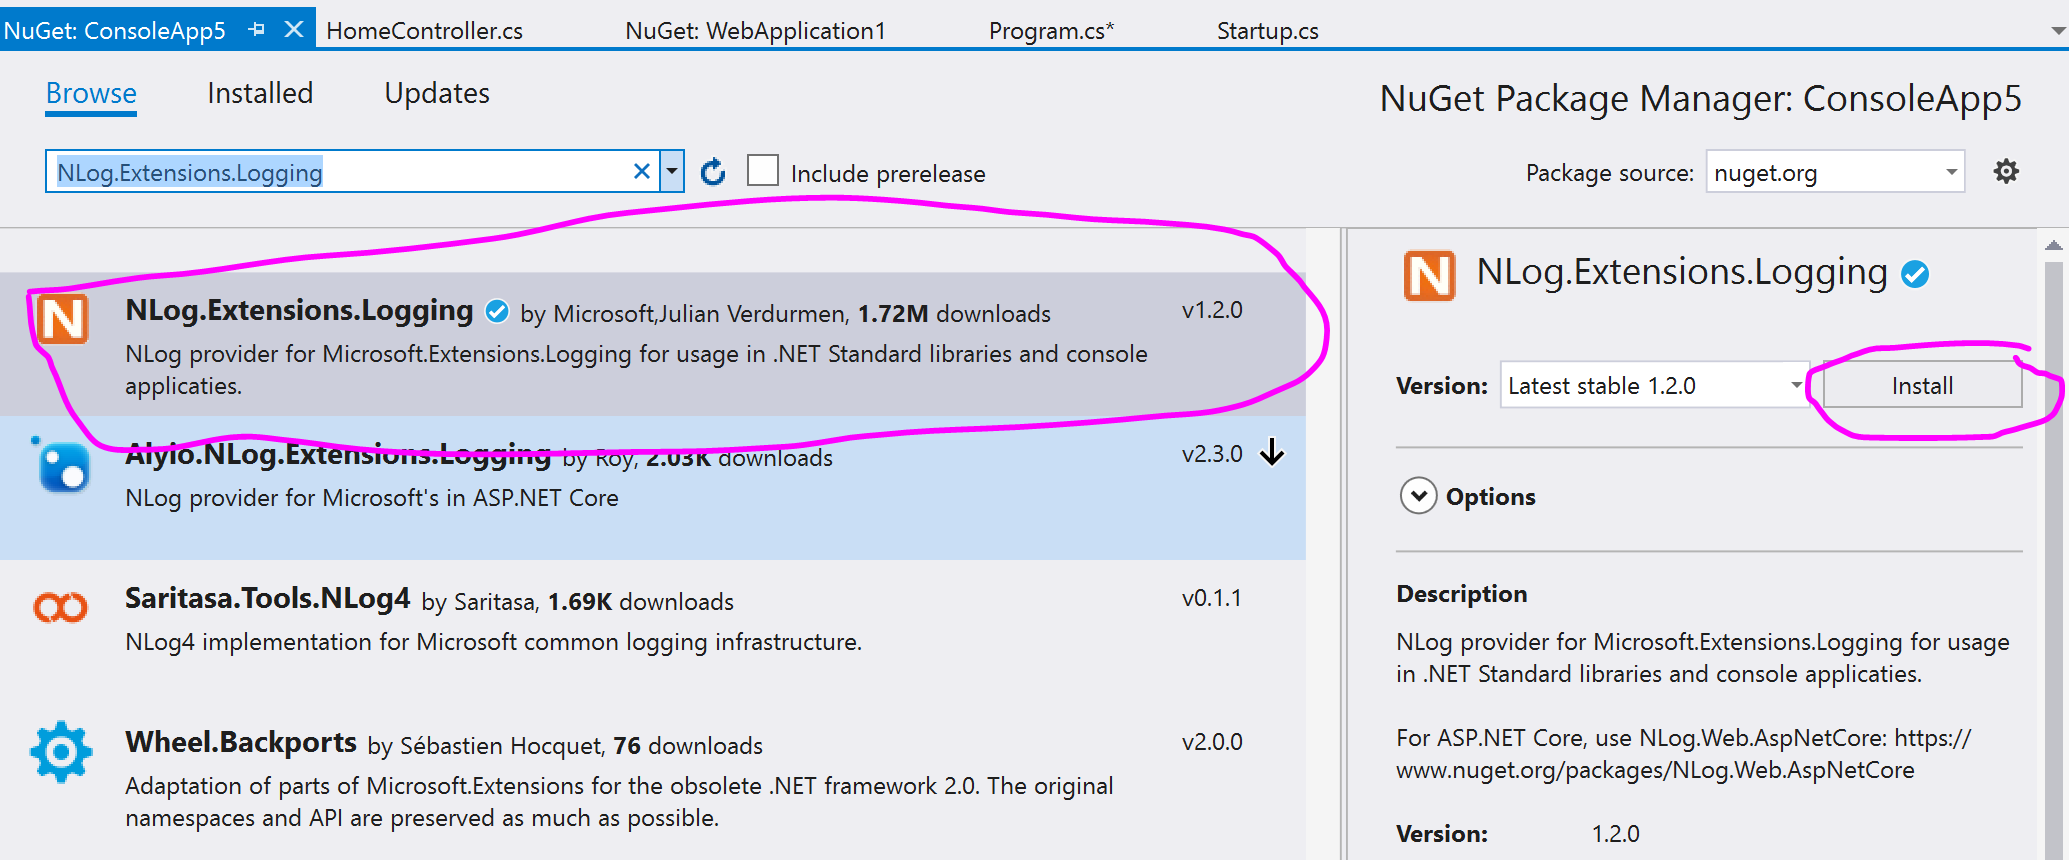 NuGet: ConsoleApp5 HomeController.cs NuGet: WebApplication1 Program.cs* Startup.cs
Browse Installed Updates
NuGet Package Manager: ConsoleApp5
NLog.Extensions.Logging
Include prerelease
Package source: nuget.org
N NLog.Extensions.Logging by Microsoft,Julian Verdurmen, 1.72M downloads v1.2.0
NLog provider for Microsoft.Extensions.Logging for usage in .NET Standard libraries and console
applicaties.
Alyio.NLog.Extensions.Logging by Roy, 2.03K downloads v2.3.0
NLog provider for Microsoft's in ASP.NET Core
Saritasa.Tools.NLog4 by Saritasa, 1.69K downloads v0.1.1
NLog4 implementation for Microsoft common logging infrastructure.
Wheel.Backports by Sébastien Hocquet, 76 downloads v2.0.0
Adaptation of parts of Microsoft.Extensions for the obsolete .NET framework 2.0. The original
namespaces and API are preserved as much as possible.
N NLog.Extensions.Logging
Version: Latest stable 1.2.0 Install
Options
Description
NLog provider for Microsoft.Extensions.Logging for usage
in .NET Standard libraries and console applicaties.
For ASP.NET Core, use NLog.Web.AspNetCore: https://
www.nuget.org/packages/NLog.Web.AspNetCore
Version: 1.2.0